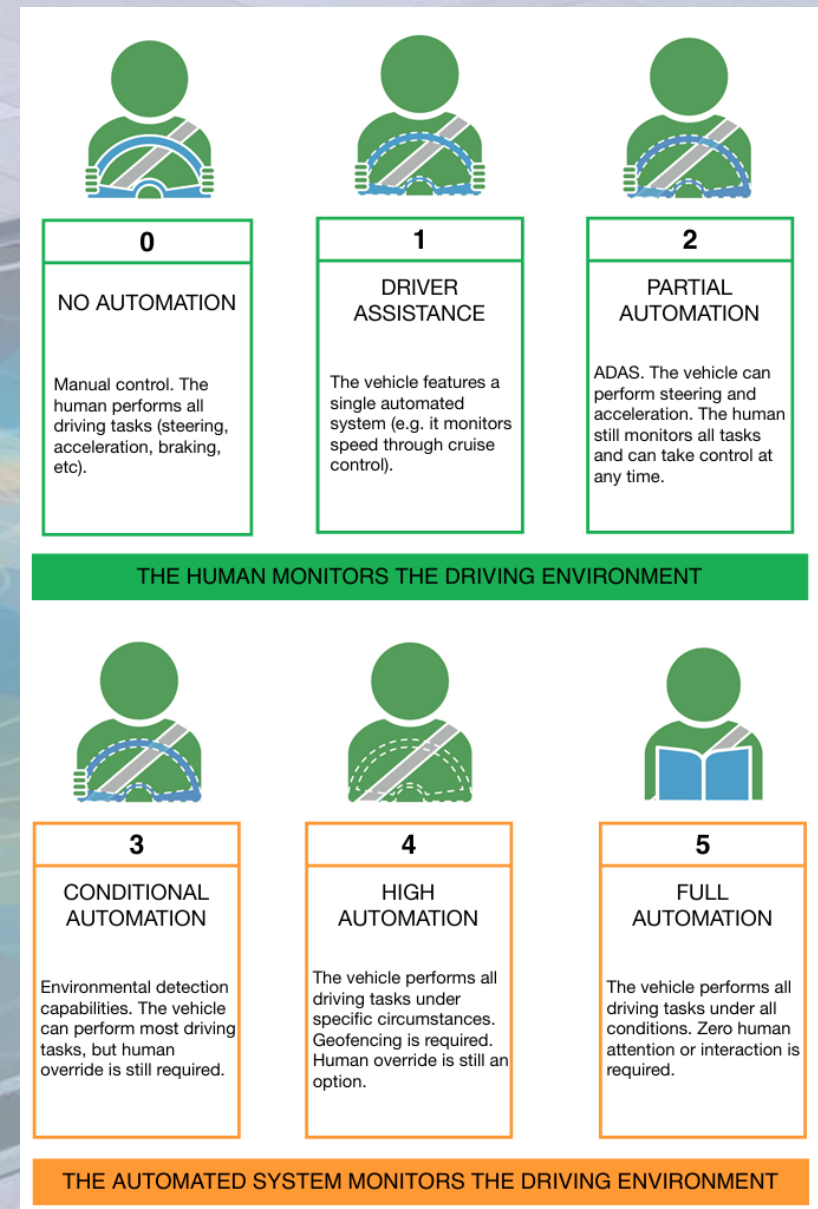 0
NO AUTOMATION
Manual control. The
human performs all
driving tasks (steering,
acceleration, braking,
etc).
1
DRIVER
ASSISTANCE
The vehicle features a
single automated
system (e.g. it monitors
speed through cruise
control).
2
PARTIAL
AUTOMATION
ADAS. The vehicle can
perform steering and
acceleration. The human
still monitors all tasks
and can take control at
any time.
THE HUMAN MONITORS THE DRIVING ENVIRONMENT
3
CONDITIONAL
AUTOMATION
Environmental detection
capabilities. The vehicle
can perform most driving
tasks, but human
override is still required.
4
HIGH
AUTOMATION
The vehicle performs all
driving tasks under
specific circumstances.
Geofencing is required.
Human override is still an
option.
5
FULL
AUTOMATION
The vehicle performs all
driving tasks under all
conditions. Zero human
attention or interaction is
required.
THE AUTOMATED SYSTEM MONITORS THE DRIVING ENVIRONMENT